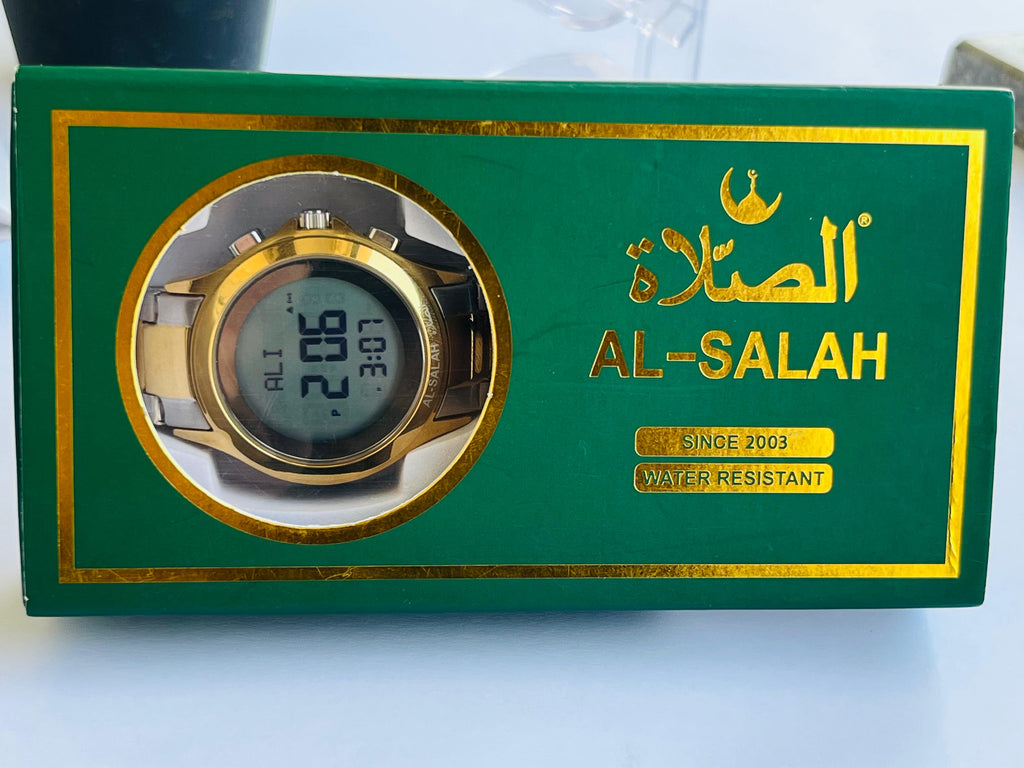 ALI
P 2:06
3:07
AL-SALAH
الصلاة®
AL-SALAH
SINCE 2003
WATER RESISTANT